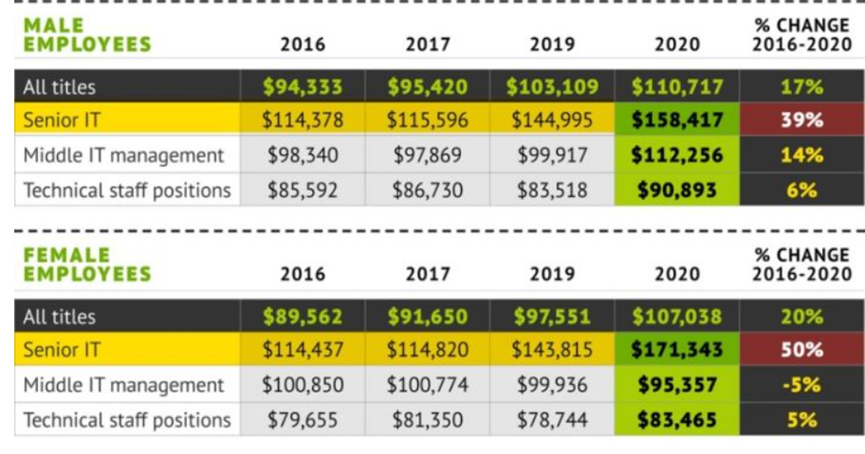 MALE EMPLOYEES 2016 2017 2019 2020 % CHANGE 2016-2020
All titles $94,333 $95,420 $103,109 $110,717 17%
Senior IT $114,378 $115,596 $144,995 $158,417 39%
Middle IT management $98,340 $97,869 $99,917 $112,256 14%
Technical staff positions $85,592 $86,730 $83,518 $90,893 6%
FEMALE EMPLOYEES 2016 2017 2019 2020 % CHANGE 2016-2020
All titles $89,562 $91,650 $97,551 $107,038 20%
Senior IT $114,437 $114,820 $143,815 $171,343 50%
Middle IT management $100,850 $100,774 $99,936 $95,357 -5%
Technical staff positions $79,655 $81,350 $78,744 $83,465 5%